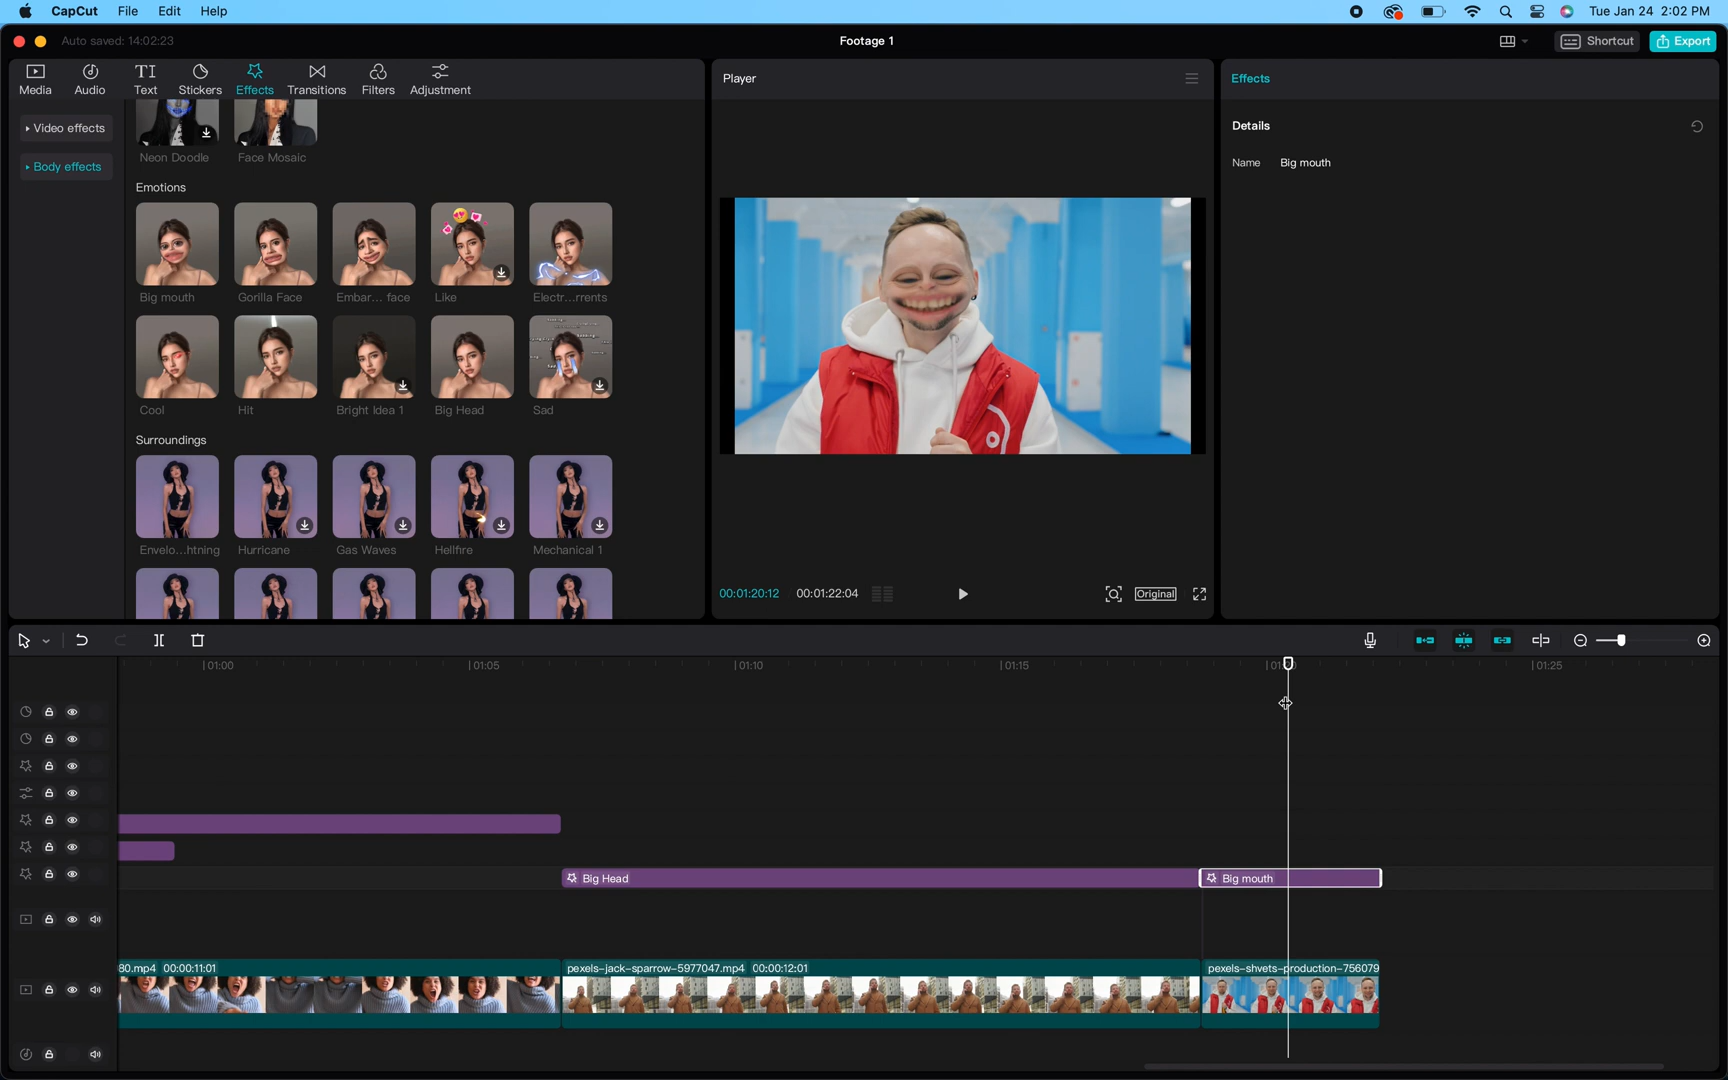 CapCut File Edit Help
Tue Jan 24 2:02 PM
Auto saved: 14:02:23
Footage 1
Shortcut
Export
Media
Audio
Text
Stickers
Effects
Transitions
Filters
Adjustment
Video effects
Body effects
Neon Doodle
Face Mosaic
Emotions
Big mouth
Gorilla Face
Embar... face
Like
Electr...rrents
Cool
Hit
Bright Idea 1
Big Head
Sad
Surroundings
Envelo...htning
Hurricane
Gas Waves
Hellfire
Mechanical 1
Player
00:01:20:12
00:01:22:04
Original
Effects
Details
Name Big mouth
01:00
01:05
01:10
01:15
01:25
Big Head
Big mouth
80.mp4 00:00:11:01
pexels-jack-sparrow-5977047.mp4 00:00:12:01
pexels-shvets-production-756079